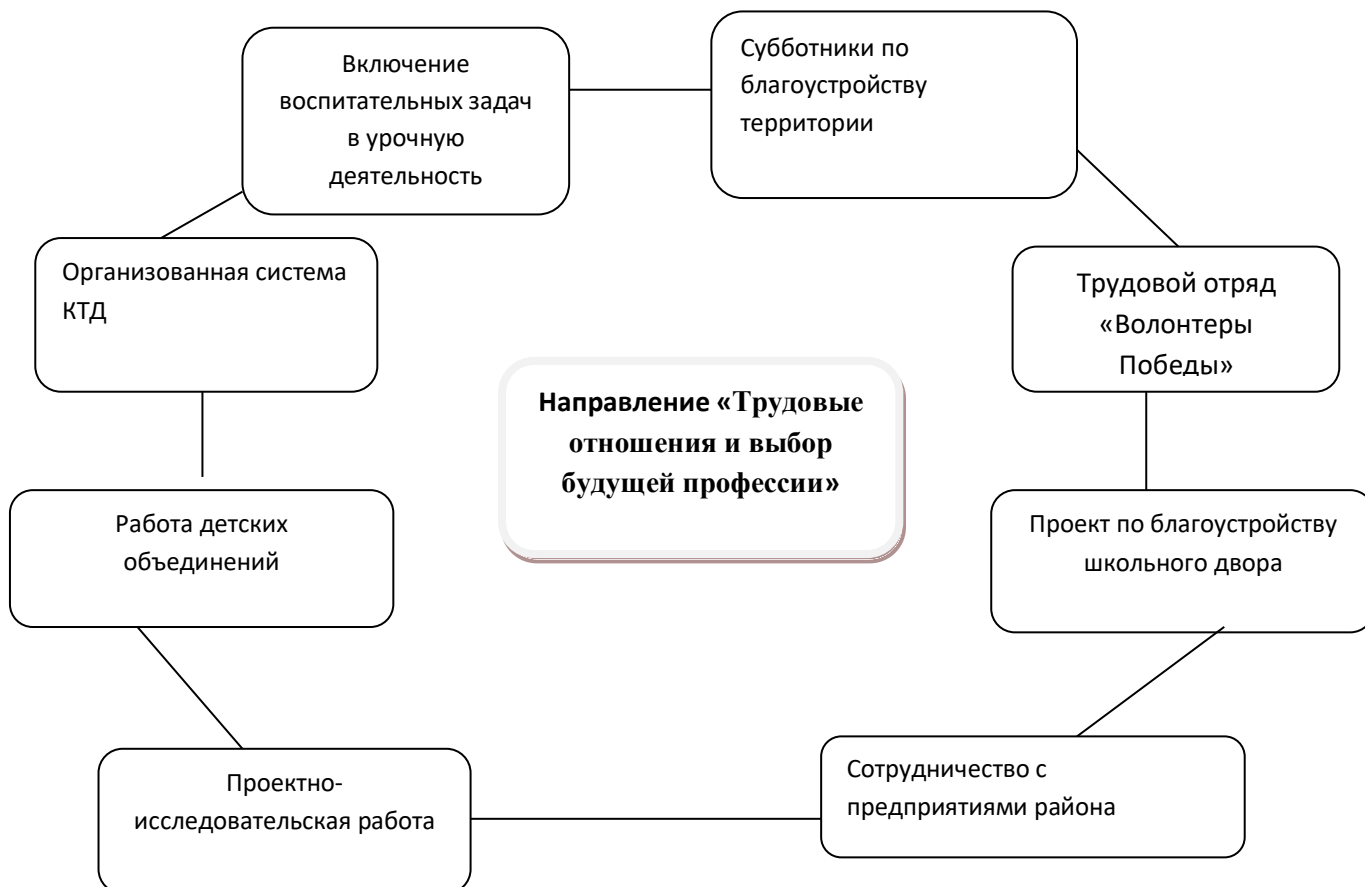 Включение
воспитательных задач
в урочную
деятельность
Субботники по
благоустройству
территории
Организованная система
КТД
Трудовой отряд
«Волонтеры
Победы»
Направление «Трудовые
отношения и выбор
будущей профессии»
Работа детских
объединений
Проект по благоустройству
школьного двора
Проектно-
исследовательская работа
Сотрудничество с
предприятиями района